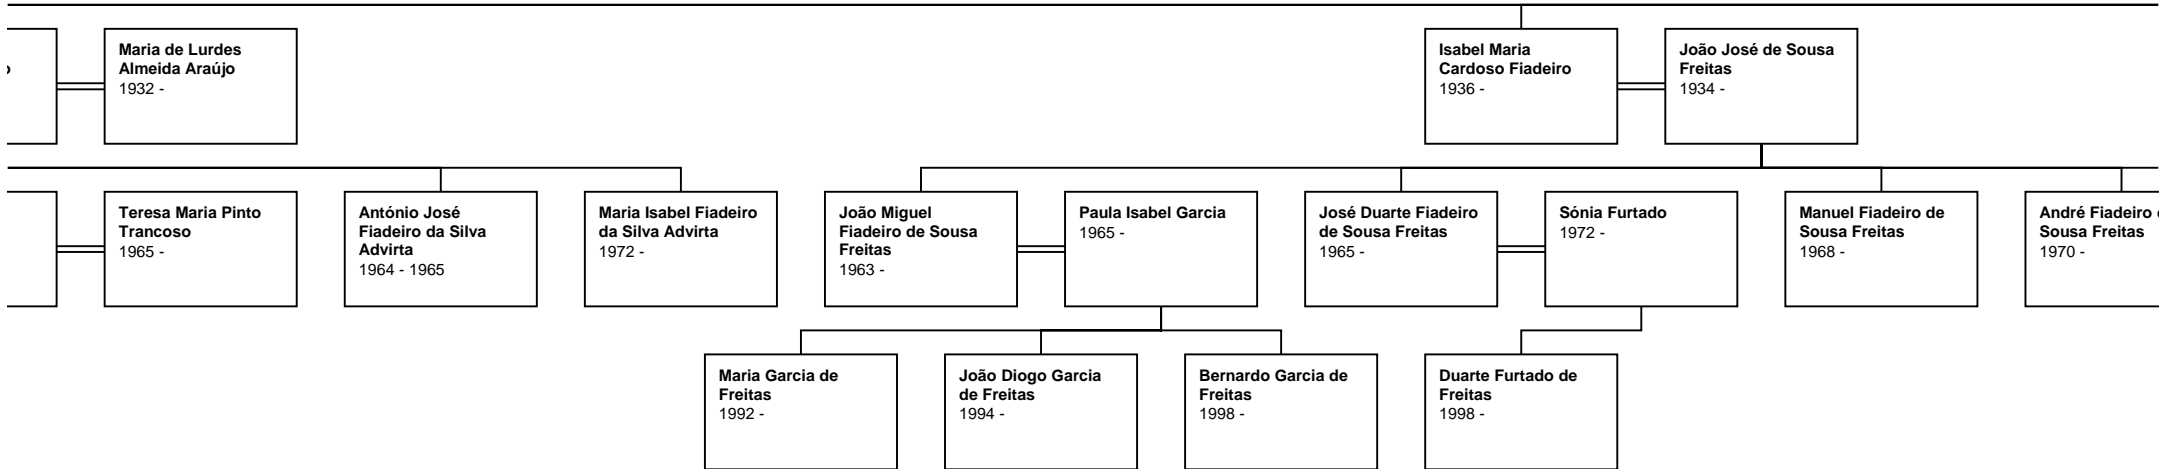 Maria de Lurdes
Almeida Araújo
1932 -
Isabel Maria
Cardoso Fiadeiro
1936 -
João José de Sousa
Freitas
1934 -
Teresa Maria Pinto
Trancoso
1965 -
António José
Fiadeiro da Silva
Advirta
1964 - 1965
Maria Isabel Fiadeiro
da Silva Advirta
1972 -
João Miguel
Fiadeiro de Sousa
Freitas
1963 -
Paula Isabel Garcia
1965 -
José Duarte Fiadeiro
de Sousa Freitas
1965 -
Sónia Furtado
1972 -
Manuel Fiadeiro de
Sousa Freitas
1968 -
André Fiadeiro
Sousa Freitas
1970 -
Maria Garcia de
Freitas
1992 -
João Diogo Garcia
de Freitas
1994 -
Bernardo Garcia de
Freitas
1998 -
Duarte Furtado de
Freitas
1998 -